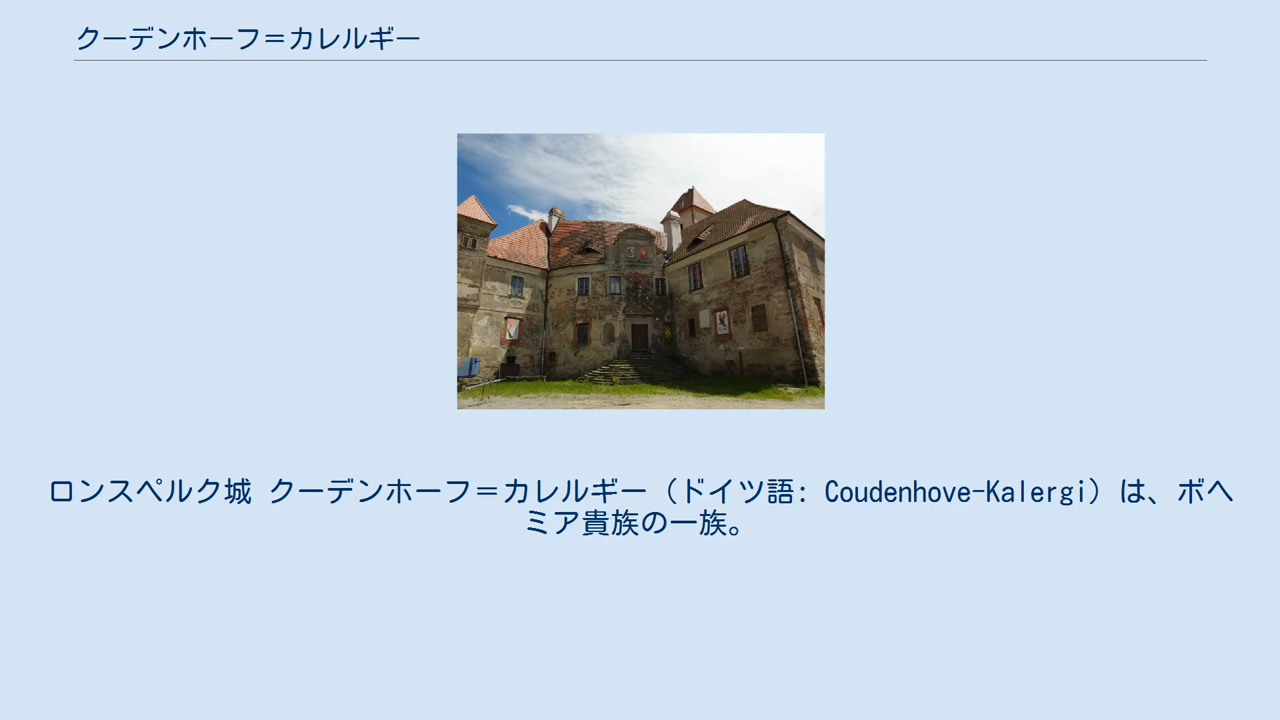 クーデンホーフ＝カレルギー
ロンスペルク城 クーデンホーフ＝カレルギー（ドイツ語: Coudenhove-Kalergi）は、ボヘ
ミア貴族の一族。